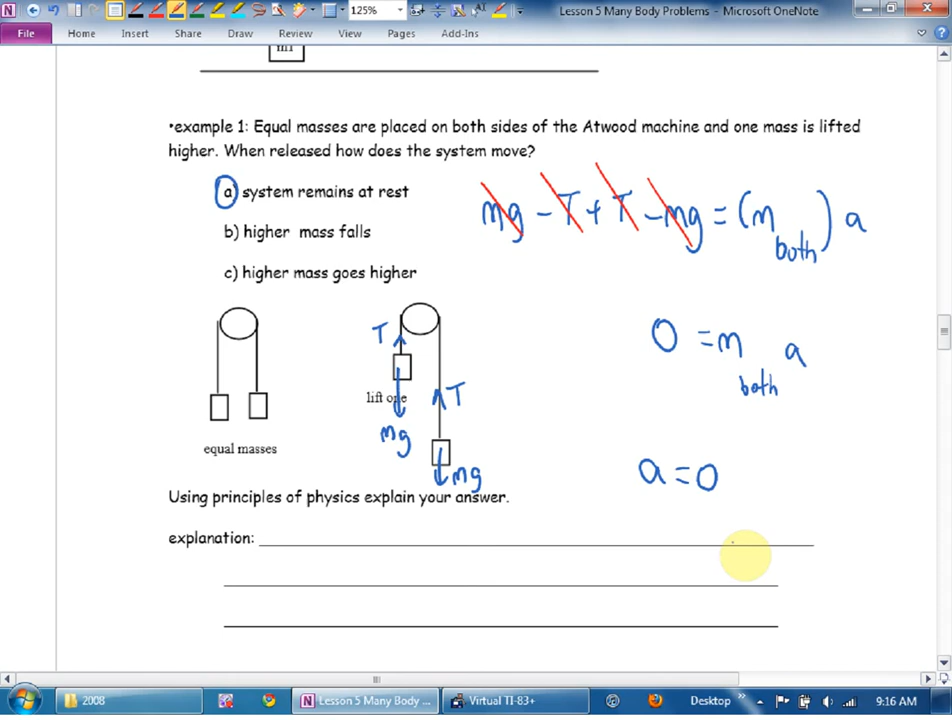 Lesson 5 Many Body Problems - Microsoft OneNote
125%
File Home Insert Share Draw Review View Pages Add-Ins
m1
•example 1: Equal masses are placed on both sides of the Atwood machine and one mass is lifted
higher. When released how does the system move?
a) system remains at rest
mg - T + T - mg = (m both) a
b) higher mass falls
c) higher mass goes higher
0 = m both a
T
T
lift one
mg
equal masses
mg
a = 0
Using principles of physics explain your answer.
explanation:
2008 Lesson 5 Many Body ... Virtual TI-83+ Desktop 9:16 AM